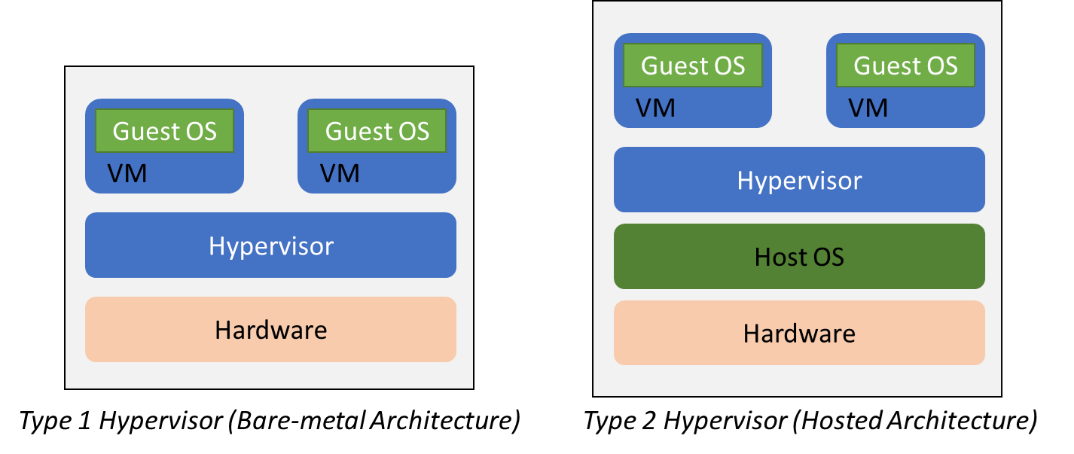 Guest OS
VM
Guest OS
VM
Hypervisor
Hardware
Type 1 Hypervisor (Bare-metal Architecture)
Guest OS
VM
Guest OS
VM
Hypervisor
Host OS
Hardware
Type 2 Hypervisor (Hosted Architecture)